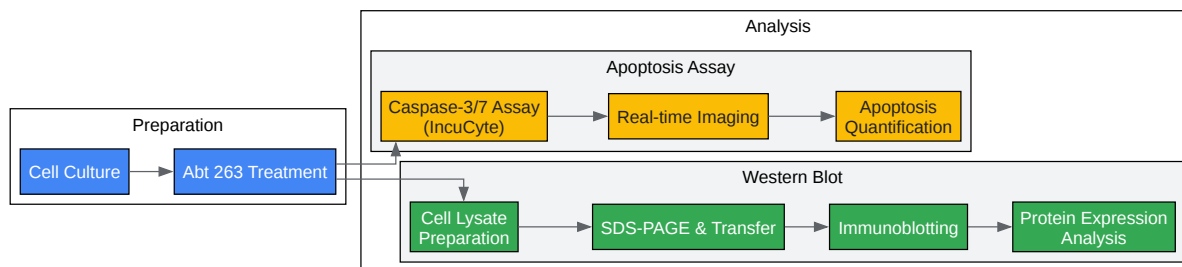 Analysis
Apoptosis Assay
Caspase-3/7 Assay
(IncuCyte)
Real-time Imaging
Apoptosis
Quantification
Preparation
Cell Culture
Abt 263 Treatment
Western Blot
Cell Lysate
Preparation
SDS-PAGE & Transfer
Immunoblotting
Protein Expression
Analysis